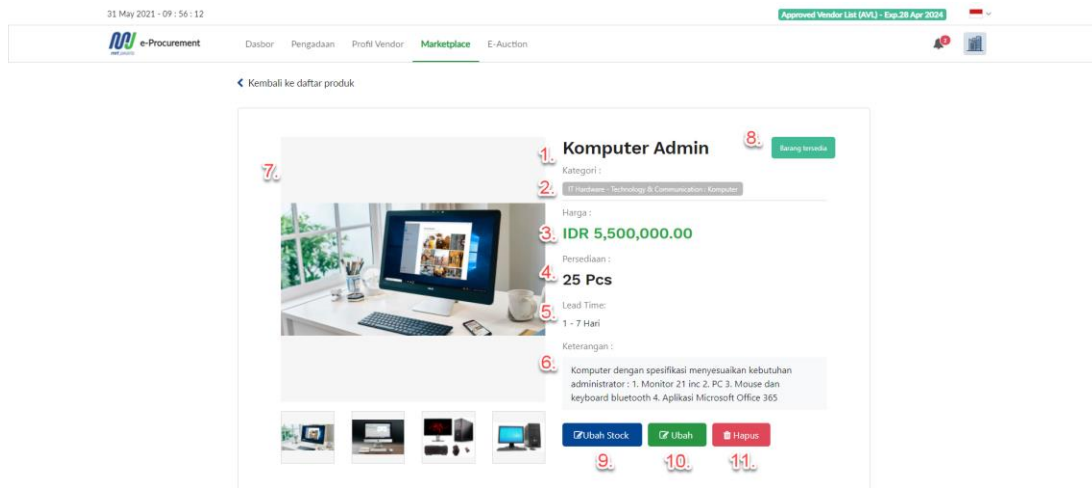 31 May 2021 - 09 : 56 : 12
Approved Vendor List (AVL) - Exp.28 Apr 2024
e-Procurement
Dasbor Pengadaan Profil Vendor Marketplace E-Auction
2
Kembali ke daftar produk
7.
1. Komputer Admin
8. Barang tersedia
Kategori :
2. IT Hardware - Technology & Communication : Komputer
Harga :
3. IDR 5,500,000.00
Persediaan :
4. 25 Pcs
Lead Time:
5. 1 - 7 Hari
Keterangan :
6. Komputer dengan spesifikasi menyesuaikan kebutuhan
administrator : 1. Monitor 21 inc 2. PC 3. Mouse dan
keyboard bluetooth 4. Aplikasi Microsoft Office 365
Ubah Stock Ubah Hapus
9. 10. 11.